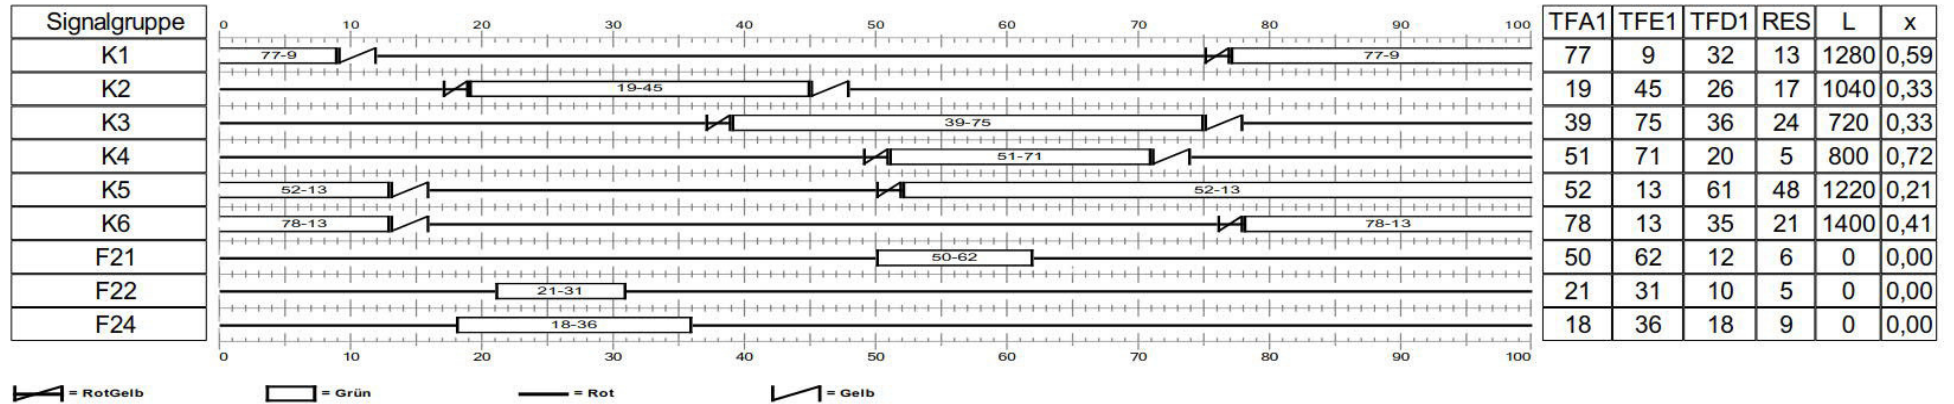 Signalgruppe 0 10 20 30 40 50 60 70 80 90 100 TFA1 TFE1 TFD1 RES L x
K1 77-9 77-9 77 9 32 13 1280 0,59
K2 19-45 19 45 26 17 1040 0,33
K3 39-75 39 75 36 24 720 0,33
K4 51-71 51 71 20 5 800 0,72
K5 52-13 52-13 52 13 61 48 1220 0,21
K6 78-13 78-13 78 13 35 21 1400 0,41
F21 50-62 50 62 12 6 0 0,00
F22 21-31 21 31 10 5 0 0,00
F24 18-36 18 36 18 9 0 0,00
0 10 20 30 40 50 60 70 80 90 100
= RotGelb = Grün = Rot = Gelb